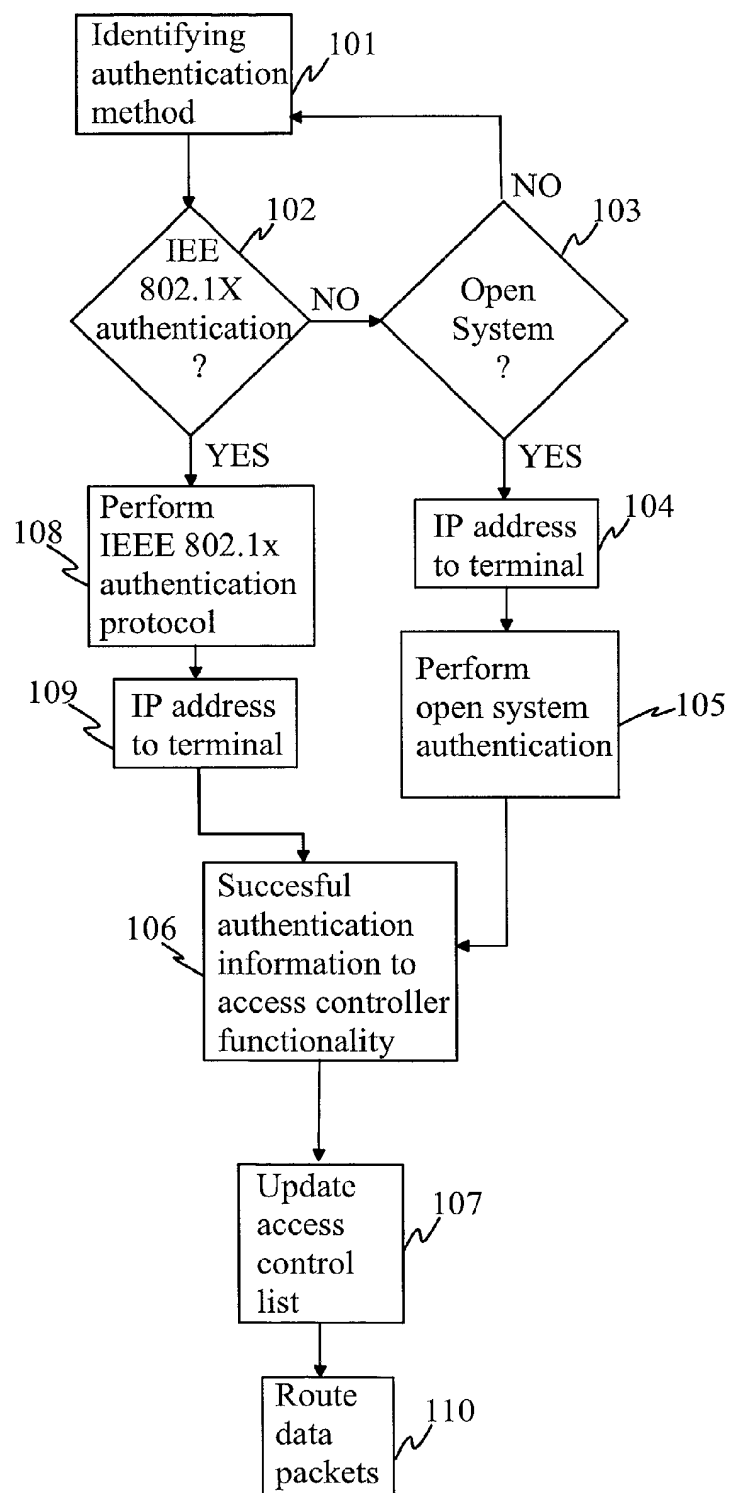 Identifying
authentication
method
101
102
IEE
802.1X
authentication
?
NO
NO
103
Open
System
?
YES
YES
108
Perform
IEEE 802.1x
authentication
protocol
IP address
to terminal
104
109
IP address
to terminal
Perform
open system
authentication
105
106
Succesful
authentication
information to
access controller
functionality
Update
access
control
list
107
Route
data
packets
110